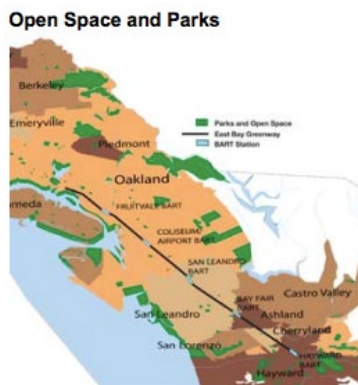 Open Space and Parks
Berkeley
Emeryville
Piedmont
Parks and Open Space
East Bay Greenway
BART Station
Oakland
ameda
FRUITVALE BART
COLISEUM/
AIRPORT BART
SAN LEANDRO
BART
BAY FAIR
BART
Castro Valley
San Leandro
Ashland
Cherryland
San Lorenzo
HAYWARD
BART
Hayward